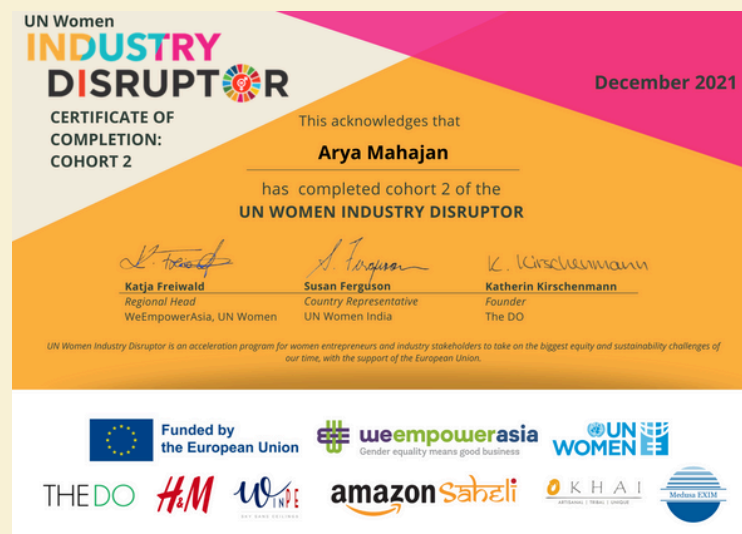 UN Women
INDUSTRY
DISRUPTOR
CERTIFICATE OF
COMPLETION:
COHORT 2
December 2021
This acknowledges that
Arya Mahajan
has completed cohort 2 of the
UN WOMEN INDUSTRY DISRUPTOR
K. Freiwald
S. Ferguson
K. Kirschenmann
Katja Freiwald
Regional Head
WeEmpowerAsia, UN Women
Susan Ferguson
Country Representative
UN Women India
Katherin Kirschenmann
Founder
The DO
UN Women Industry Disruptor is an acceleration program for women entrepreneurs and industry stakeholders to take on the biggest equity and sustainability challenges of
our time, with the support of the European Union.
Funded by
the European Union
weempowerasia
Gender equality means good business
UN
WOMEN
THE DO
H&M
WINPE
amazon Saheli
OKHAI
ARTISANAL | TRIBAL | UNIQUE
Medusa EXIM